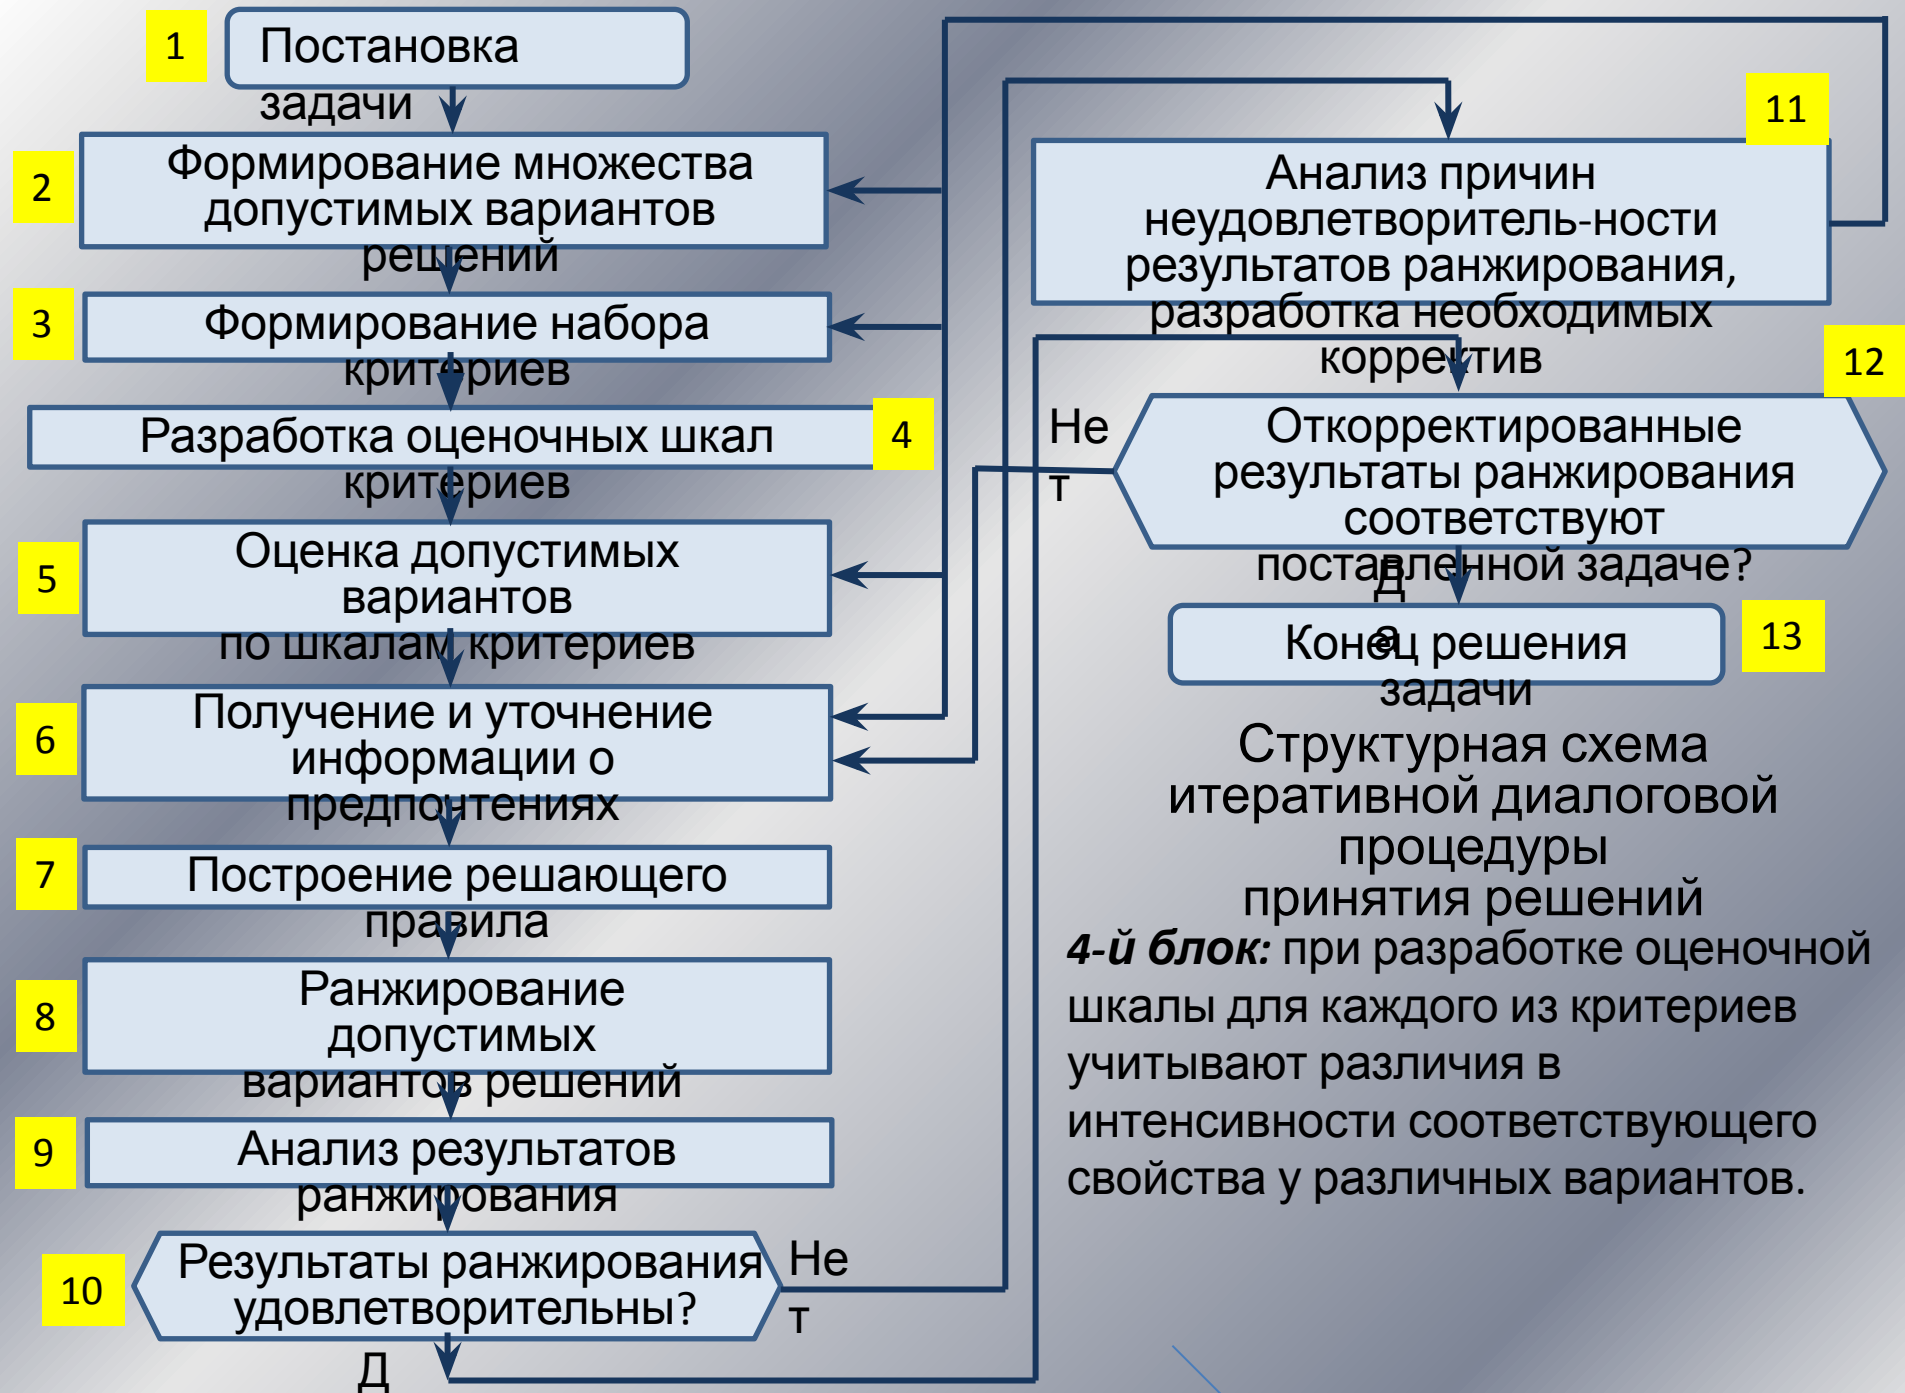 1
Постановка
задачи
2
Формирование множества
допустимых вариантов
решений
3
Формирование набора
критериев
Разработка оценочных шкал
критериев
4
5
Оценка допустимых
вариантов
по шкалам критериев
6
Получение и уточнение
информации о
предпочтениях
7
Построение решающего
правила
8
Ранжирование
допустимых
вариантов решений
9
Анализ результатов
ранжирования
10
Результаты ранжирования
удовлетворительны?
Не
т
Д
11
Анализ причин
неудовлетворитель-ности
результатов ранжирования,
разработка необходимых
корректив
12
Не
т
Откорректированные
результаты ранжирования
соответствуют
поставленной задаче?
Д
а
Конец решения
задачи
13
Структурная схема
итеративной диалоговой
процедуры
принятия решений
4-й блок: при разработке оценочной
шкалы для каждого из критериев
учитывают различия в
интенсивности соответствующего
свойства у различных вариантов.